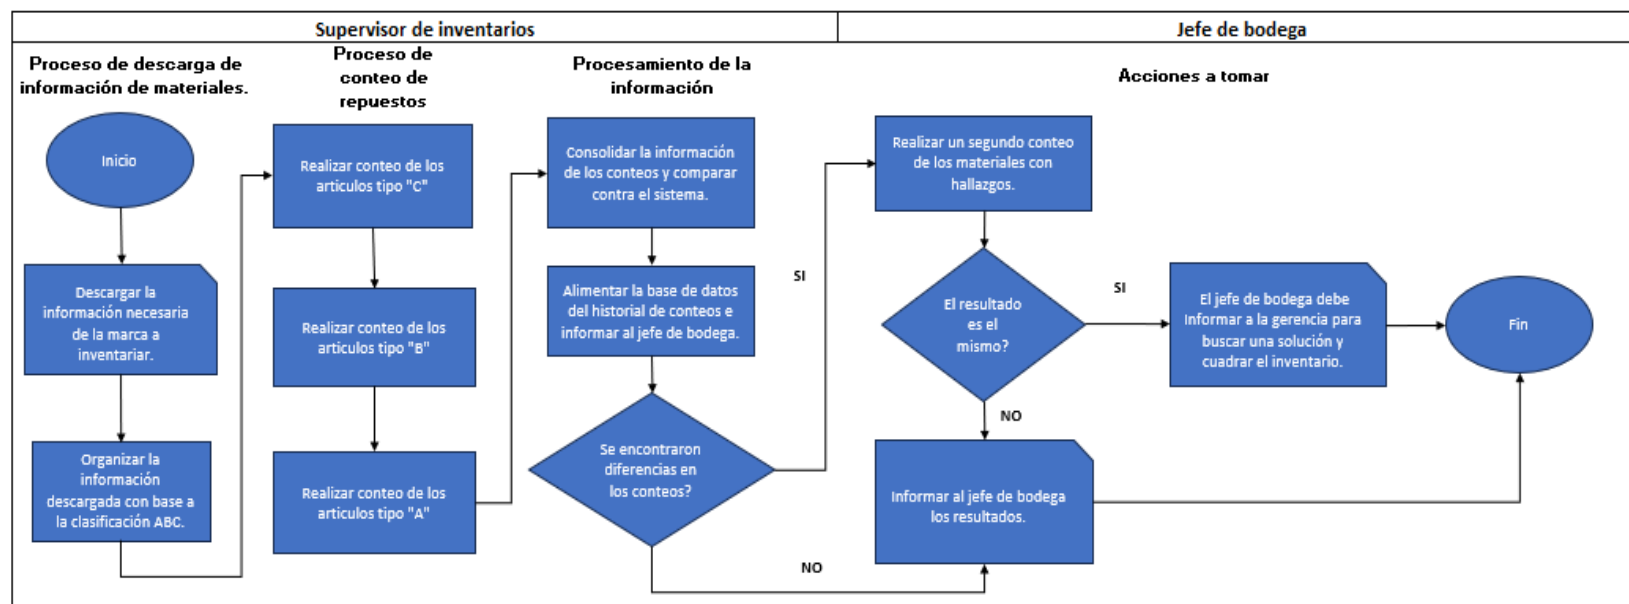 Supervisor de inventarios
Jefe de bodega
Proceso de descarga de
información de materiales.
Proceso de
conteo de
repuestos
Procesamiento de la
información
Acciones a tomar
Inicio
Descargar la
información necesaria
de la marca a
inventariar.
Organizar la
información
descargada con base a
la clasificación ABC.
Realizar conteo de los
articulos tipo "C"
Realizar conteo de los
articulos tipo "B"
Realizar conteo de los
articulos tipo "A"
Consolidar la información
de los conteos y comparar
contra el sistema.
Alimentar la base de datos
del historial de conteos e
informar al jefe de bodega.
Se encontraron
diferencias en
los conteos?
SI
NO
Realizar un segundo conteo
de los materiales con
hallazgos.
El resultado
es el
mismo?
SI
NO
Informar al jefe de bodega
los resultados.
El jefe de bodega debe
Informar a la gerencia para
buscar una solución y
cuadrar el inventario.
Fin